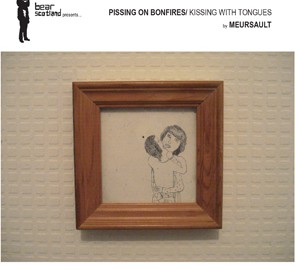 bear
scotland presents...
PISSING ON BONFIRES/ KISSING WITH TONGUES
by MEURSAULT